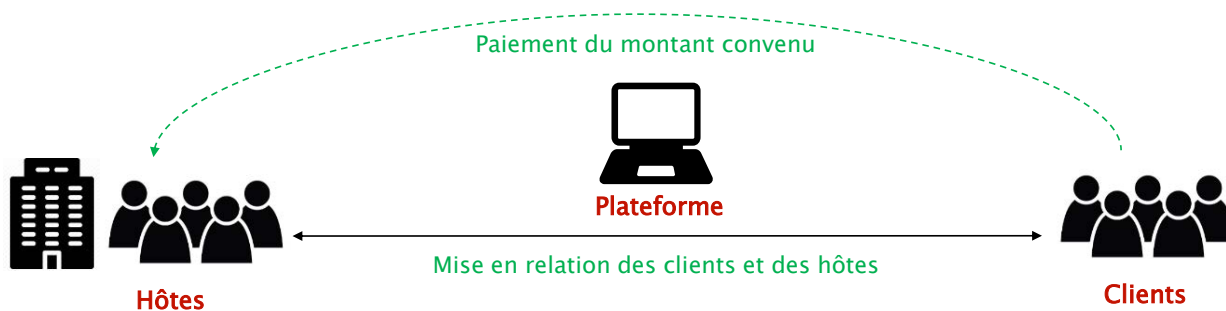 Paiement du montant convenu
Plateforme
Mise en relation des clients et des hôtes
Hôtes
Clients